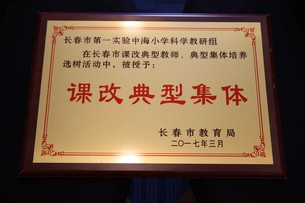 长春市第一实验中海小学科学教研组
在长春市课改典型教师、典型集体培养
选树活动中，被授予：
课改典型集体
长春市教育局
二〇一七年三月